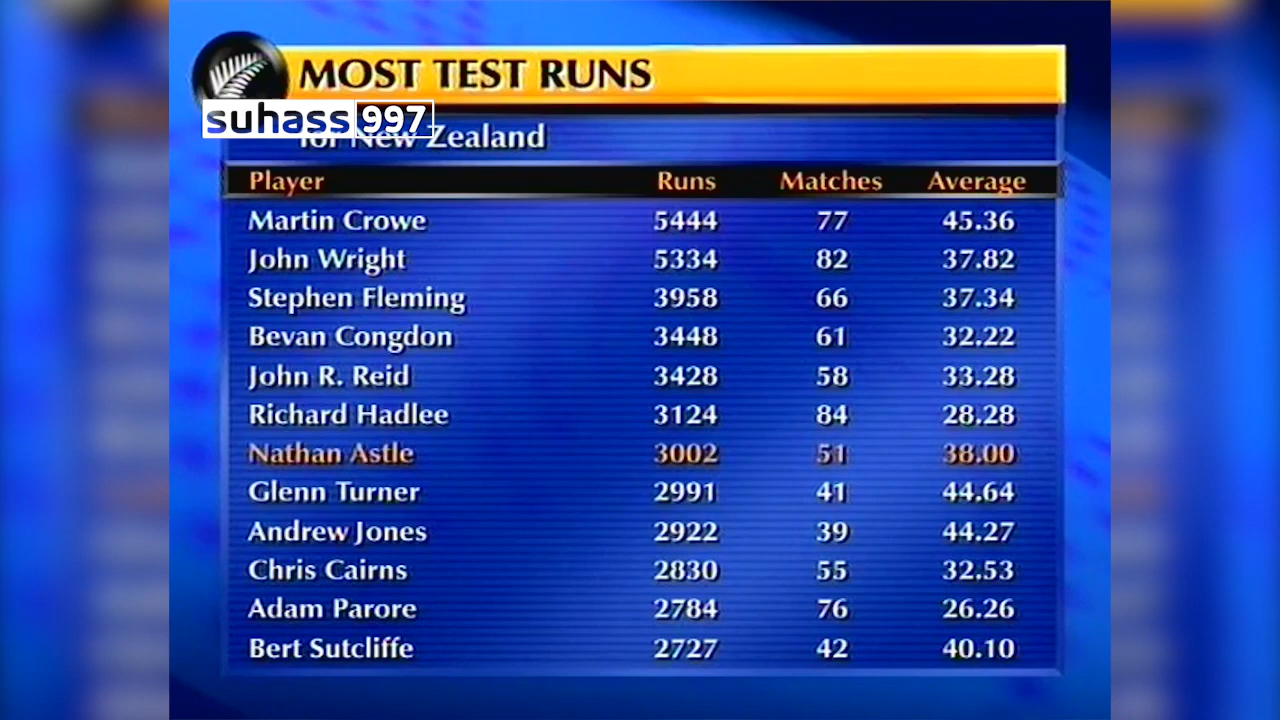 MOST TEST RUNS
suhass 997
for New Zealand
Player Runs Matches Average
Martin Crowe 5444 77 45.36
John Wright 5334 82 37.82
Stephen Fleming 3958 66 37.34
Bevan Congdon 3448 61 32.22
John R. Reid 3428 58 33.28
Richard Hadlee 3124 84 28.28
Nathan Astle 3002 51 38.00
Glenn Turner 2991 41 44.64
Andrew Jones 2922 39 44.27
Chris Cairns 2830 55 32.53
Adam Parore 2784 76 26.26
Bert Sutcliffe 2727 42 40.10